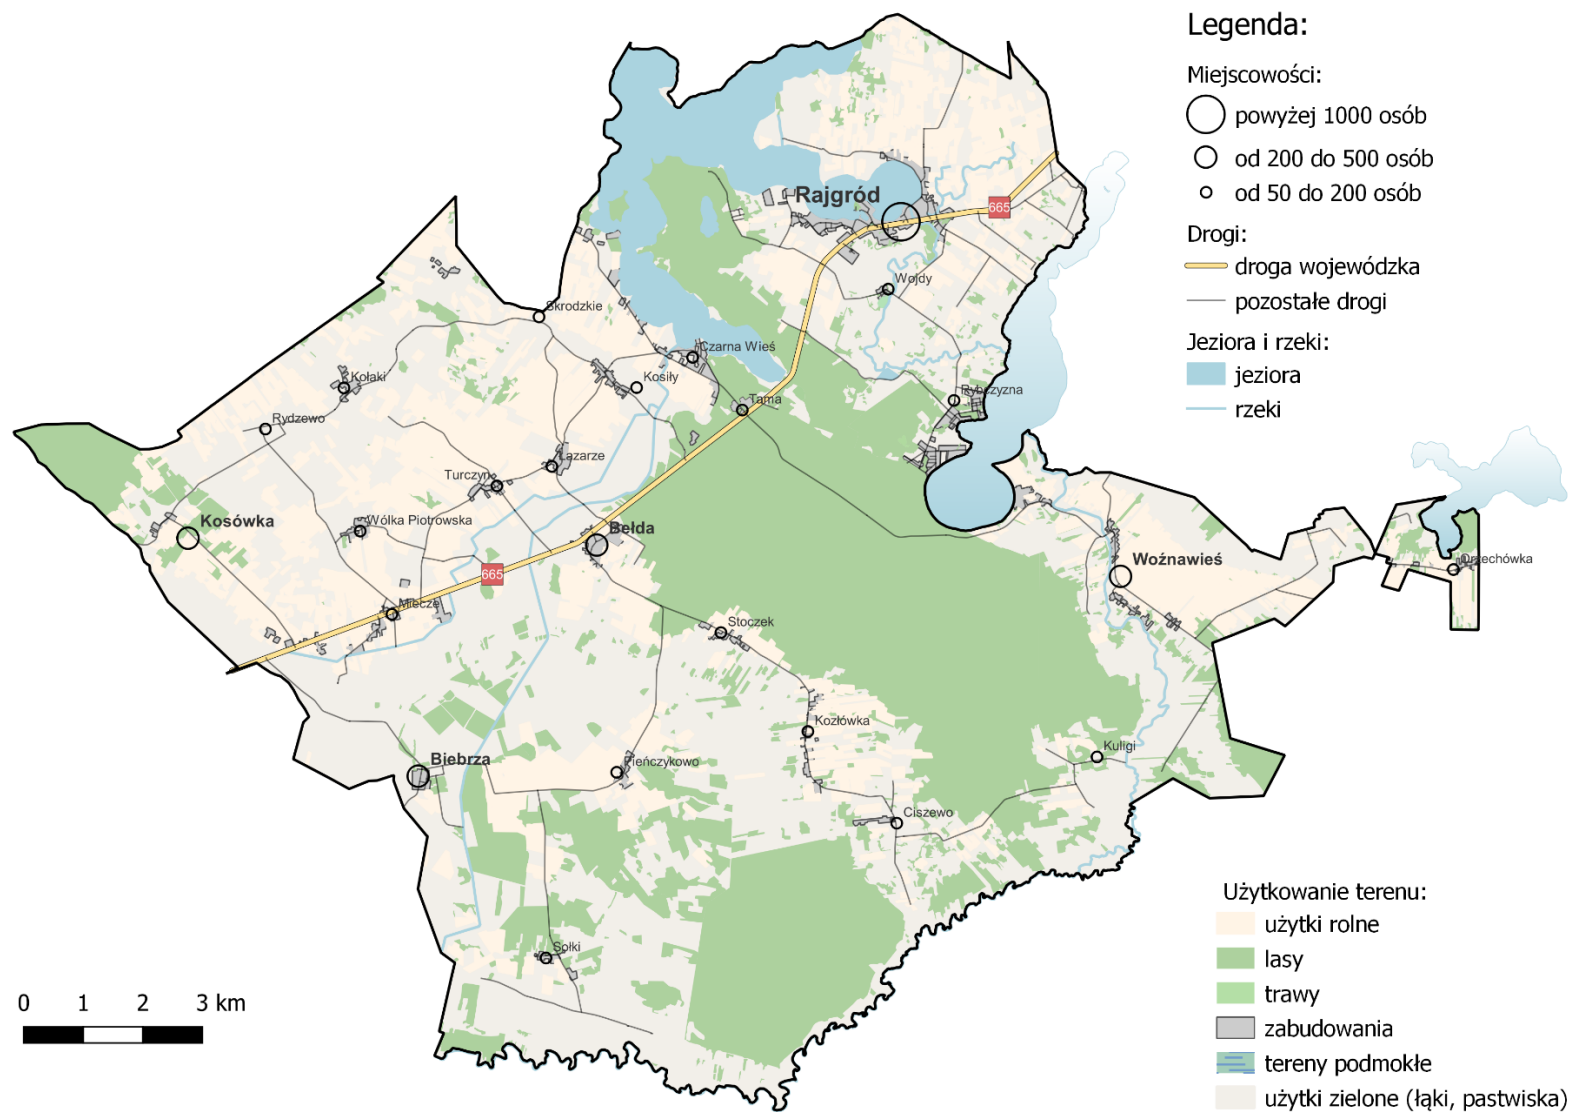 Legenda:
Miejscowości:
powyżej 1000 osób
od 200 do 500 osób
od 50 do 200 osób
Drogi:
droga wojewódzka
pozostałe drogi
Jeziora i rzeki:
jeziora
rzeki
Rajgród
665
Wojdy
Skrodzkie
Czarna Wieś
Kołaki
Kosiły
Tama
Rybczyzna
Rydzewo
Łazarze
Turczyn
Kosówka
Wólka Piotrowska
Bełda
Woźnawieś
Orzechówka
665
Miecze
Stoczek
Kozłówka
Kuligi
Biebrza
Pieńczykowo
Ciszewo
Sołki
0 1 2 3 km
Użytkowanie terenu:
użytki rolne
lasy
trawy
zabudowania
tereny podmokłe
użytki zielone (łąki, pastwiska)